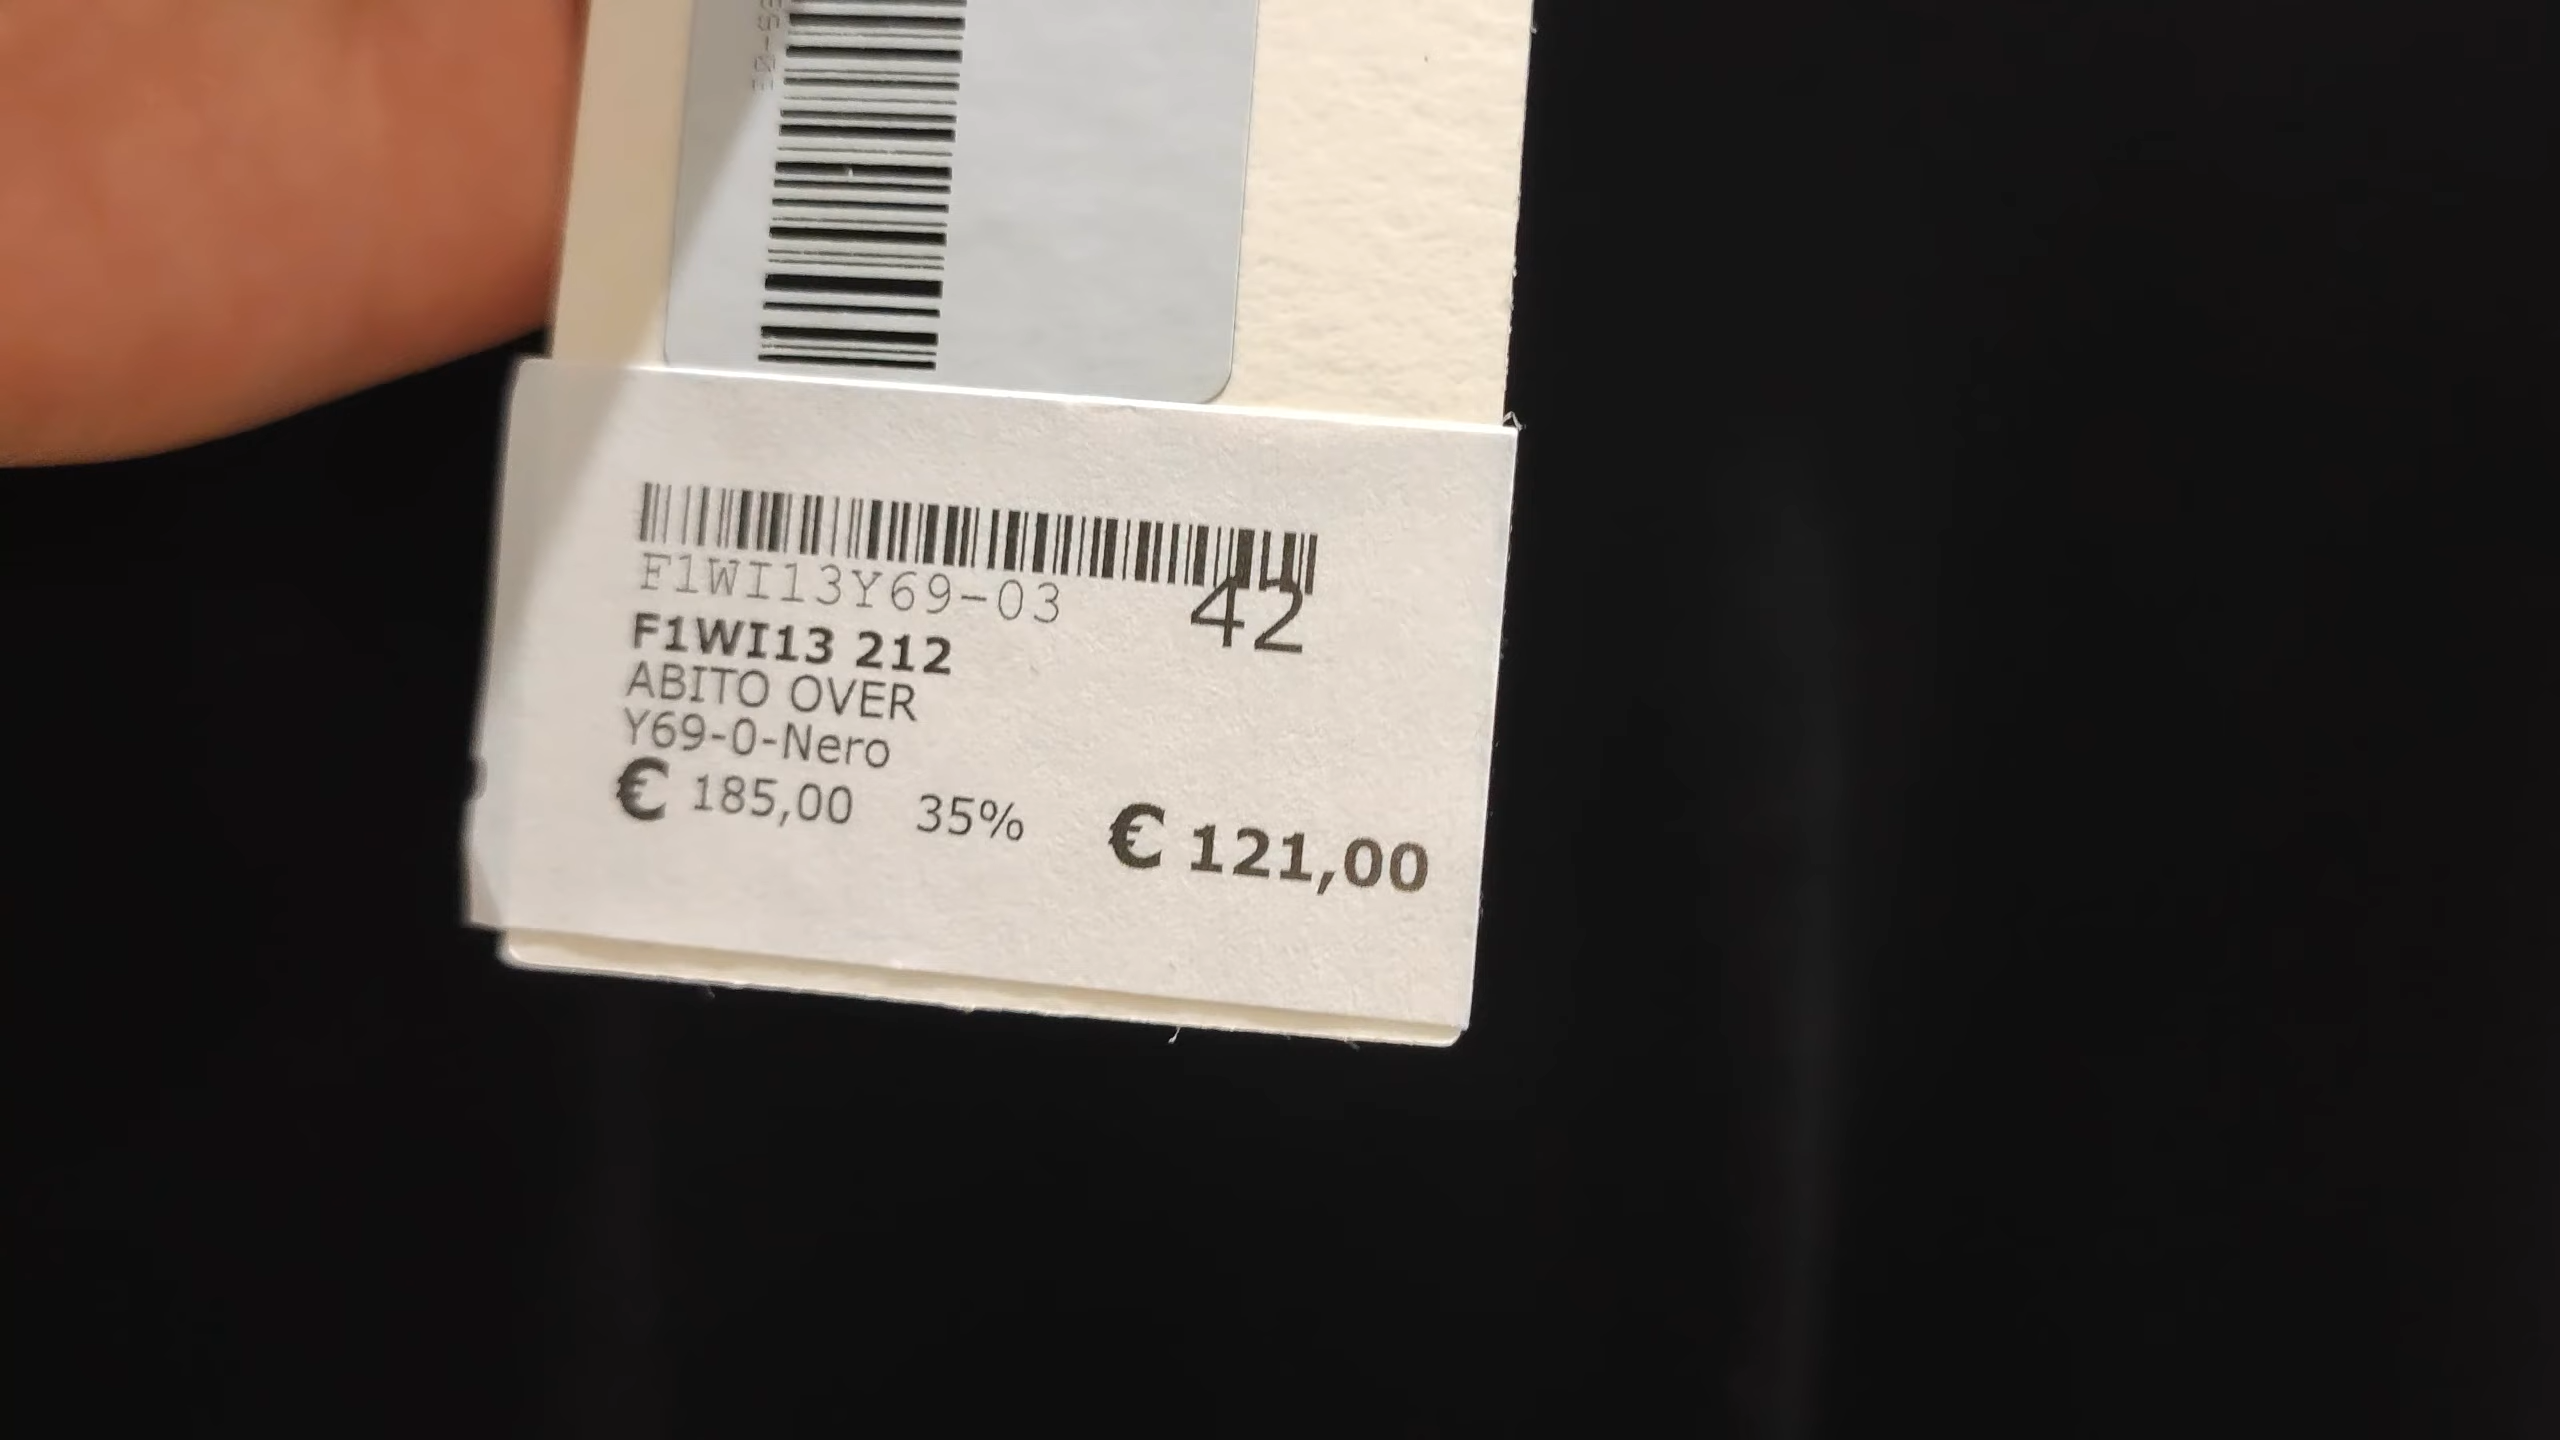 F1WI13Y69-03 42
F1WI13 212
ABITO OVER
Y69-0-Nero
€ 185,00 35% € 121,00